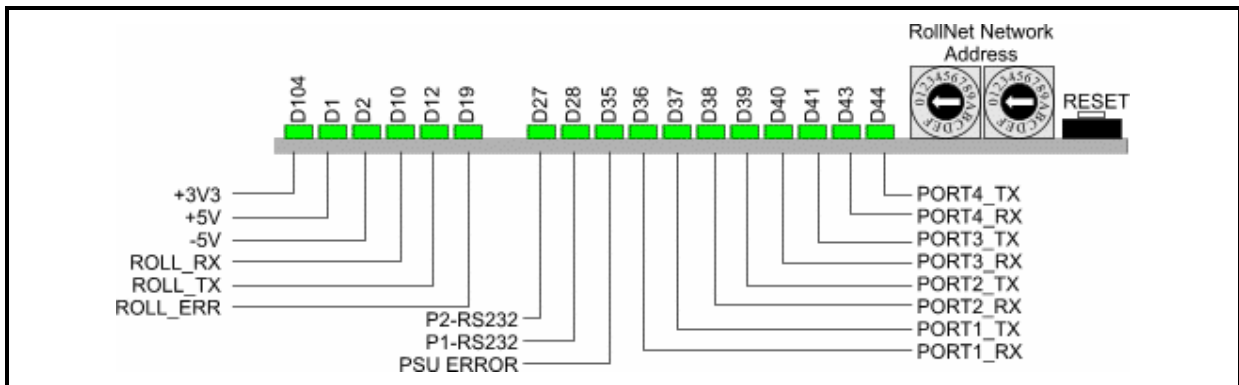 RollNet Network
Address
D104
D1
D2
D10
D12
D19
D27
D28
D35
D36
D37
D38
D39
D40
D41
D43
D44
0123456789ABCDEF
0123456789ABCDEF
RESET
+3V3
+5V
-5V
ROLL_RX
ROLL_TX
ROLL_ERR
P2-RS232
P1-RS232
PSU ERROR
PORT4_TX
PORT4_RX
PORT3_TX
PORT3_RX
PORT2_TX
PORT2_RX
PORT1_TX
PORT1_RX